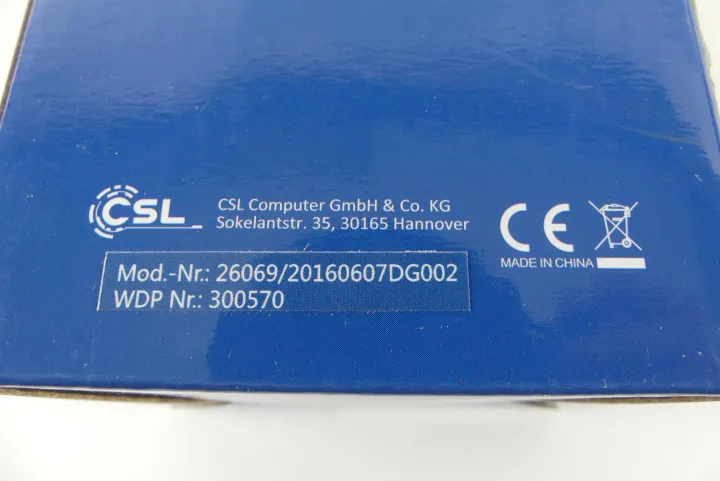 CSL
CSL Computer GmbH & Co. KG
Sokelantstr. 35, 30165 Hannover
CE
MADE IN CHINA
Mod.-Nr.: 26069/20160607DG002
WDP Nr.: 300570